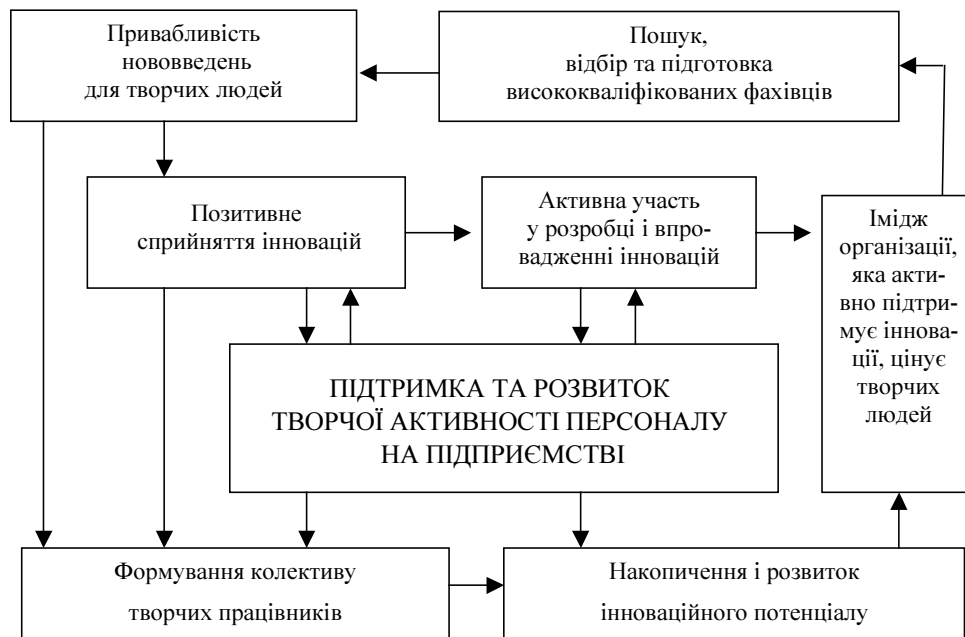 Привабливість
нововведень
для творчих людей
Пошук,
відбір та підготовка
висококваліфікованих фахівців
Позитивне
сприйняття інновацій
Активна участь
у розробці і впро-
вадженні інновацій
Імідж
організації,
яка акти-
вно підтри-
мує іннова-
ції, цінує
творчих
людей
ПІДТРИМКА ТА РОЗВИТОК
ТВОРЧОЇ АКТИВНОСТІ ПЕРСОНАЛУ
НА ПІДПРИЄМСТВІ
Формування колективу
творчих працівників
Накопичення і розвиток
інноваційного потенціалу